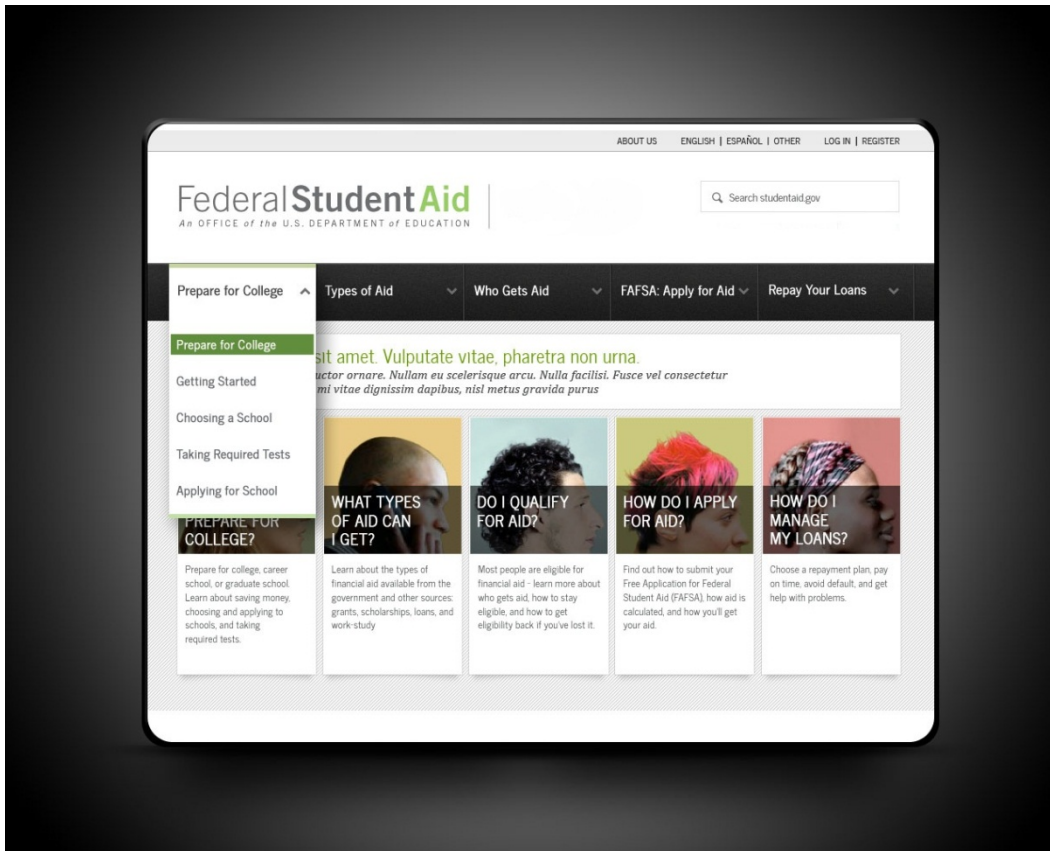 ABOUT US ENGLISH | ESPAÑOL | OTHER LOG IN | REGISTER
Federal Student Aid
An OFFICE of the U.S. DEPARTMENT of EDUCATION
Search studentaid.gov
Prepare for College
Types of Aid
Who Gets Aid
FAFSA: Apply for Aid
Repay Your Loans
Prepare for College
Getting Started
Choosing a School
Taking Required Tests
Applying for School
sit amet. Vulputate vitae, pharetra non urna.
uctor ornare. Nullam eu scelerisque arcu. Nulla facilisi. Fusce vel consectetur
mi vitae dignissim dapibus, nisl metus gravida purus
PREPARE FOR
COLLEGE?
Prepare for college, career
school, or graduate school.
Learn about saving money,
choosing and applying to
schools, and taking
required tests.
WHAT TYPES
OF AID CAN
I GET?
Learn about the types of
financial aid available from the
government and other sources:
grants, scholarships, loans, and
work-study
DO I QUALIFY
FOR AID?
Most people are eligible for
financial aid - learn more about
who gets aid, how to stay
eligible, and how to get
eligibility back if you've lost it.
HOW DO I APPLY
FOR AID?
Find out how to submit your
Free Application for Federal
Student Aid (FAFSA), how aid is
calculated, and how you'll get
your aid.
HOW DO I
MANAGE
MY LOANS?
Choose a repayment plan, pay
on time, avoid default, and get
help with problems.